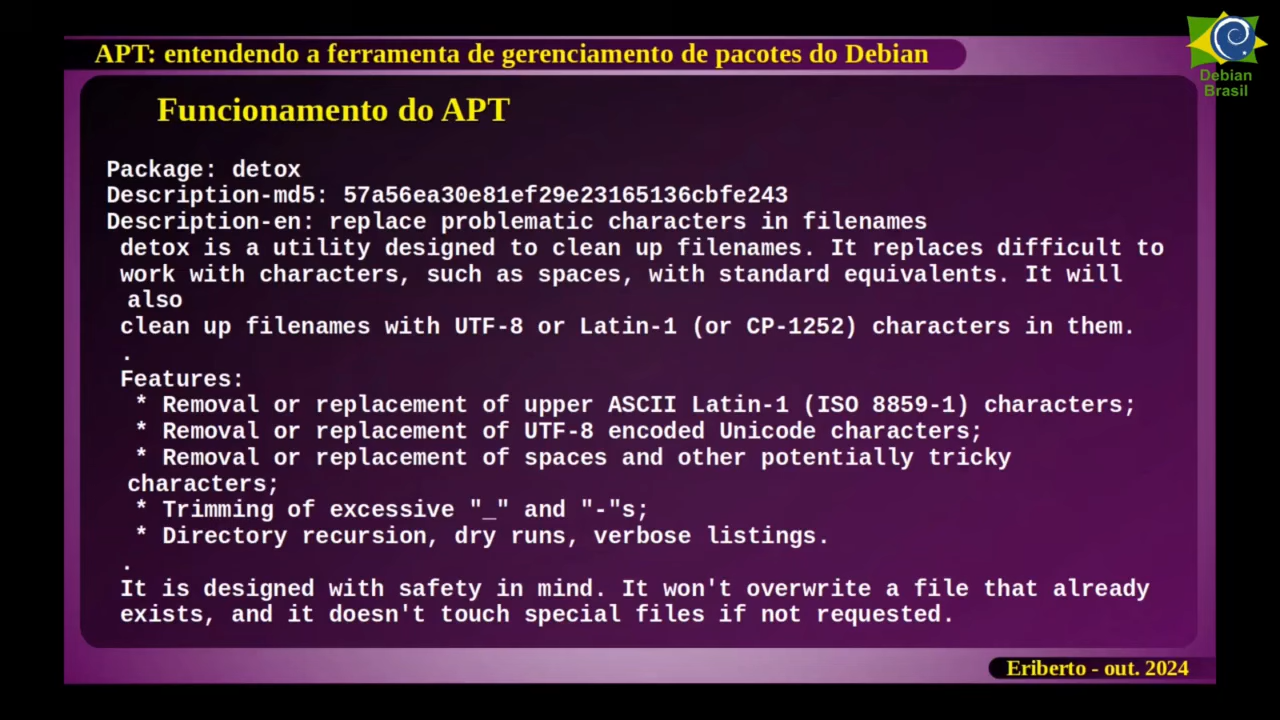 APT: entendendo a ferramenta de gerenciamento de pacotes do Debian
Debian
Brasil
Funcionamento do APT
Package: detox
Description-md5: 57a56ea30e81ef29e23165136cbfe243
Description-en: replace problematic characters in filenames
detox is a utility designed to clean up filenames. It replaces difficult to
work with characters, such as spaces, with standard equivalents. It will
also
clean up filenames with UTF-8 or Latin-1 (or CP-1252) characters in them.
.
Features:
* Removal or replacement of upper ASCII Latin-1 (ISO 8859-1) characters;
* Removal or replacement of UTF-8 encoded Unicode characters;
* Removal or replacement of spaces and other potentially tricky
characters;
* Trimming of excessive "_" and "-"s;
* Directory recursion, dry runs, verbose listings.
.
It is designed with safety in mind. It won't overwrite a file that already
exists, and it doesn't touch special files if not requested.
Eriberto - out. 2024